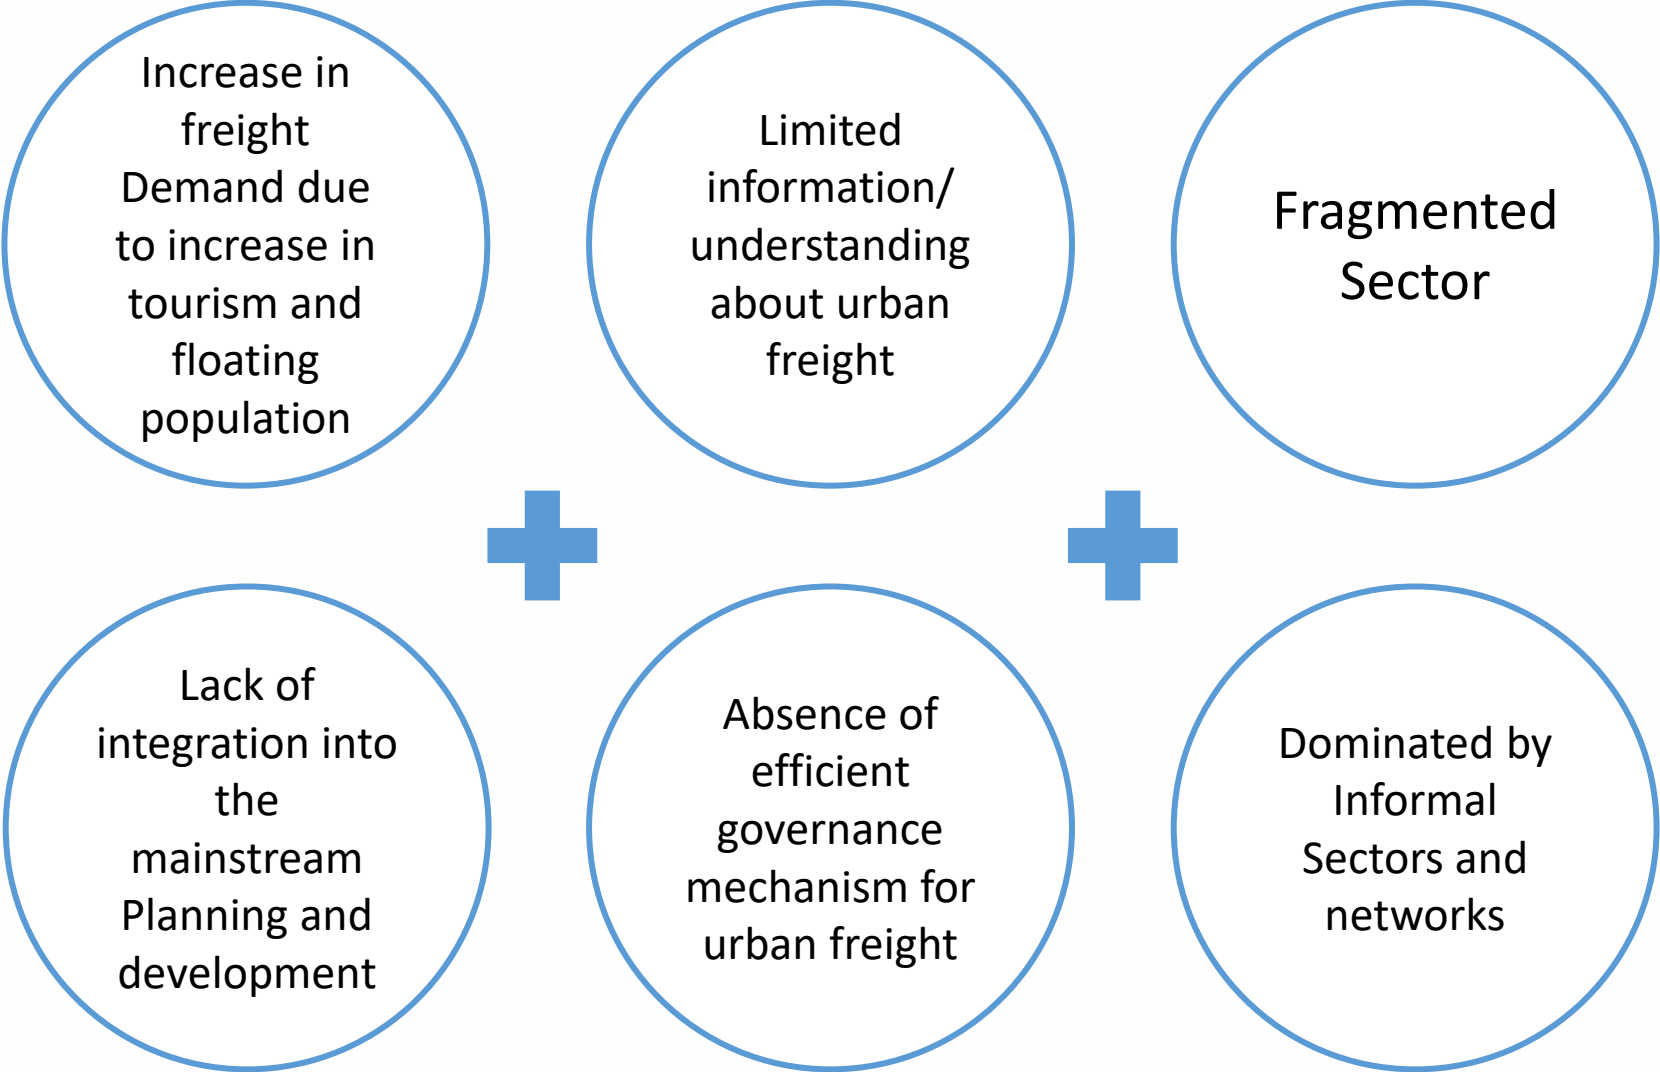 Increase in
freight
Demand due
to increase in
tourism and
floating
population
Limited
information/
understanding
about urban
freight
Fragmented
Sector
Lack of
integration into
the
mainstream
Planning and
development
Absence of
efficient
governance
mechanism for
urban freight
Dominated by
Informal
Sectors and
networks